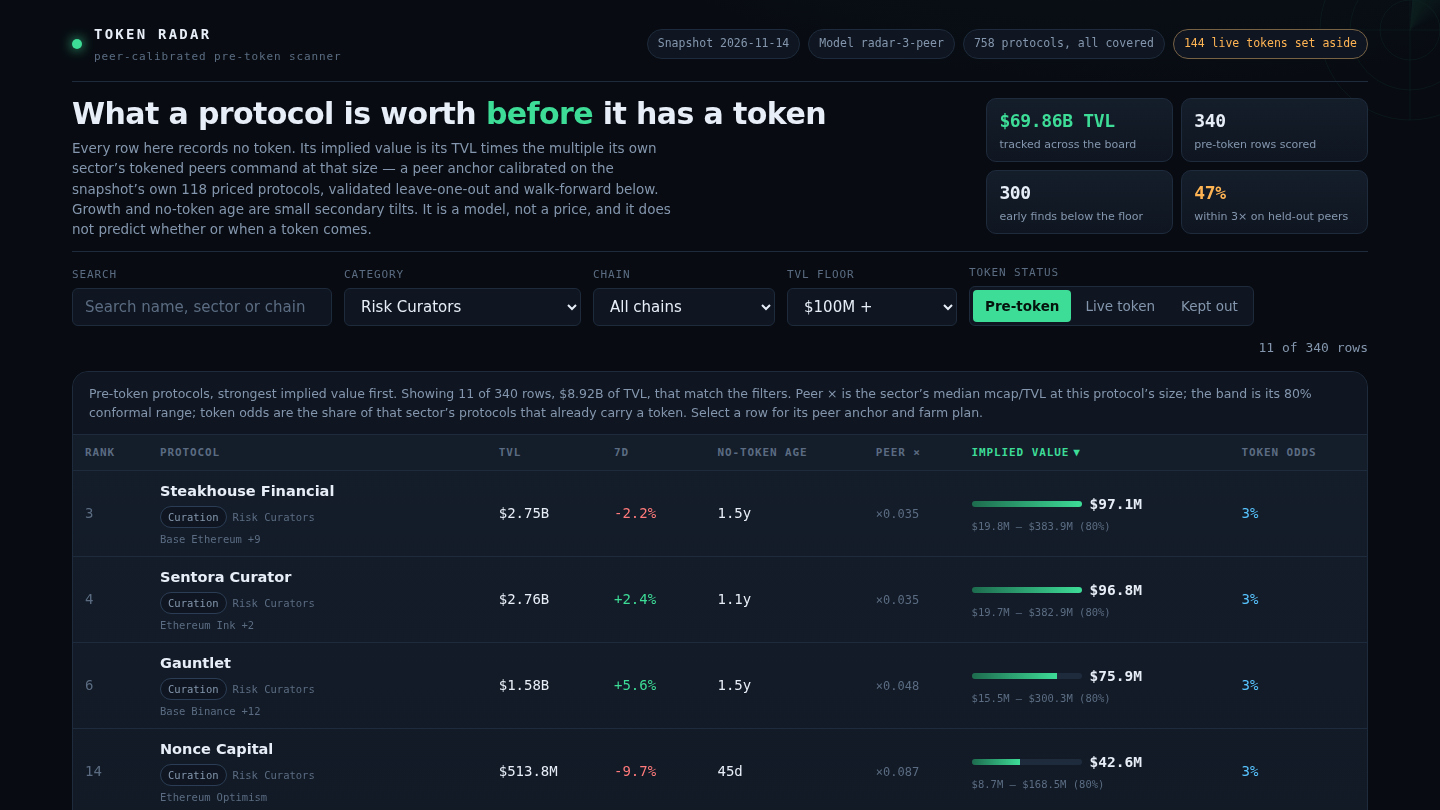 TOKEN RADAR
peer-calibrated pre-token scanner
Snapshot 2026-11-14
Model radar-3-peer
758 protocols, all covered
144 live tokens set aside
What a protocol is worth before it has a token
Every row here records no token. Its implied value is its TVL times the multiple its own
sector’s tokened peers command at that size — a peer anchor calibrated on the
snapshot’s own 118 priced protocols, validated leave-one-out and walk-forward below.
Growth and no-token age are small secondary tilts. It is a model, not a price, and it does
not predict whether or when a token comes.
$69.86B TVL
tracked across the board
340
pre-token rows scored
300
early finds below the floor
47%
within 3× on held-out peers
SEARCH
CATEGORY
CHAIN
TVL FLOOR
TOKEN STATUS
Search name, sector or chain
Risk Curators
All chains
$100M +
Pre-token
Live token
Kept out
11 of 340 rows
Pre-token protocols, strongest implied value first. Showing 11 of 340 rows, $8.92B of TVL, that match the filters. Peer × is the sector’s median mcap/TVL at this protocol’s size; the band is its 80%
conformal range; token odds are the share of that sector’s protocols that already carry a token. Select a row for its peer anchor and farm plan.
RANK PROTOCOL TVL 7D NO-TOKEN AGE PEER × IMPLIED VALUE ▼ TOKEN ODDS
Steakhouse Financial
3 $2.75B -2.2% 1.5y ×0.035 $97.1M 3%
Curation Risk Curators
$19.8M — $383.9M (80%)
Base Ethereum +9
Sentora Curator
4 $2.76B +2.4% 1.1y ×0.035 $96.8M 3%
Curation Risk Curators
$19.7M — $382.9M (80%)
Ethereum Ink +2
Gauntlet
6 $1.58B +5.6% 1.5y ×0.048 $75.9M 3%
Curation Risk Curators
$15.5M — $300.3M (80%)
Base Binance +12
Nonce Capital
14 $513.8M -9.7% 45d ×0.087 $42.6M 3%
Curation Risk Curators
$8.7M — $168.5M (80%)
Ethereum Optimism